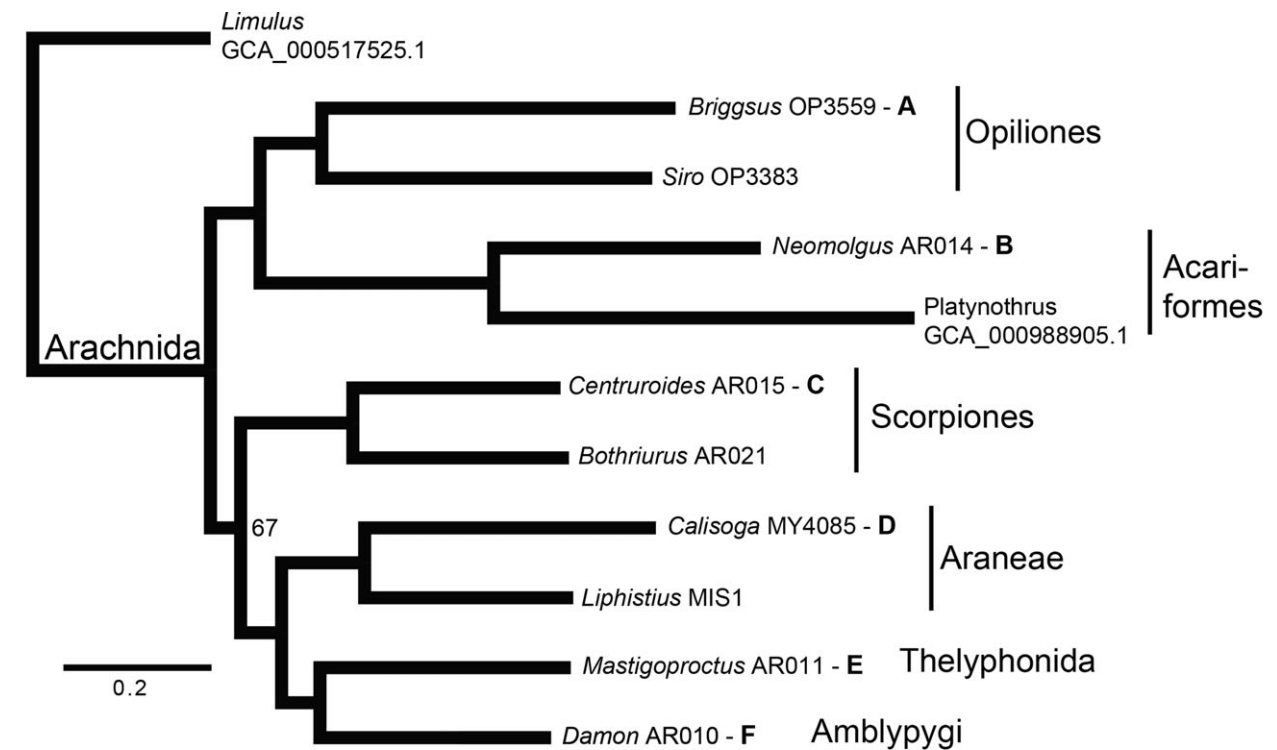 Limulus
GCA_000517525.1
Briggsus OP3559 - A
Opiliones
Siro OP3383
Neomolgus AR014 - B
Acari-
formes
Platynothrus
GCA_000988905.1
Arachnida
Centruroides AR015 - C
Scorpiones
Bothriurus AR021
67
Calisoga MY4085 - D
Araneae
Liphistius MIS1
Mastigoproctus AR011 - E
Thelyphonida
0.2
Damon AR010 - F
Amblypygi